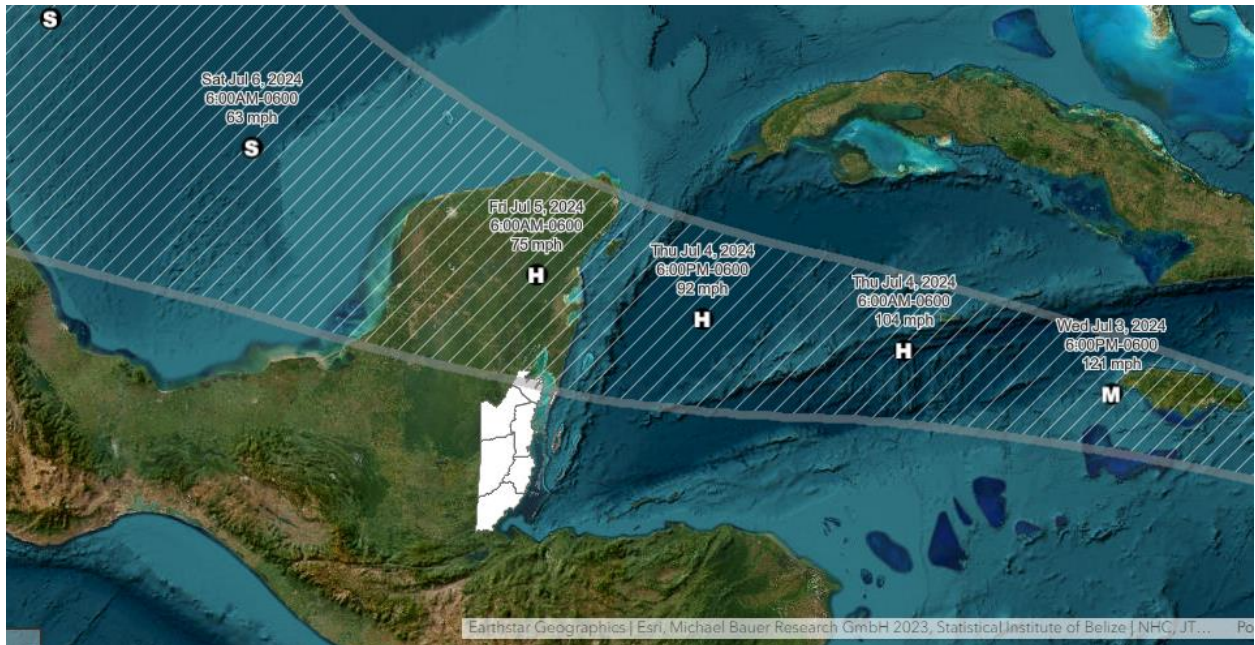 S
Sat Jul 6, 2024
6:00AM-0600
63 mph
S
Fri Jul 5, 2024
6:00AM-0600
75 mph
H
Thu Jul 4, 2024
6:00PM-0600
92 mph
H
Thu Jul 4, 2024
6:00AM-0600
104 mph
H
Wed Jul 3, 2024
6:00PM-0600
121 mph
M
Earthstar Geographics | Esri, Michael Bauer Research GmbH 2023, Statistical Institute of Belize | NHC, JT... Po